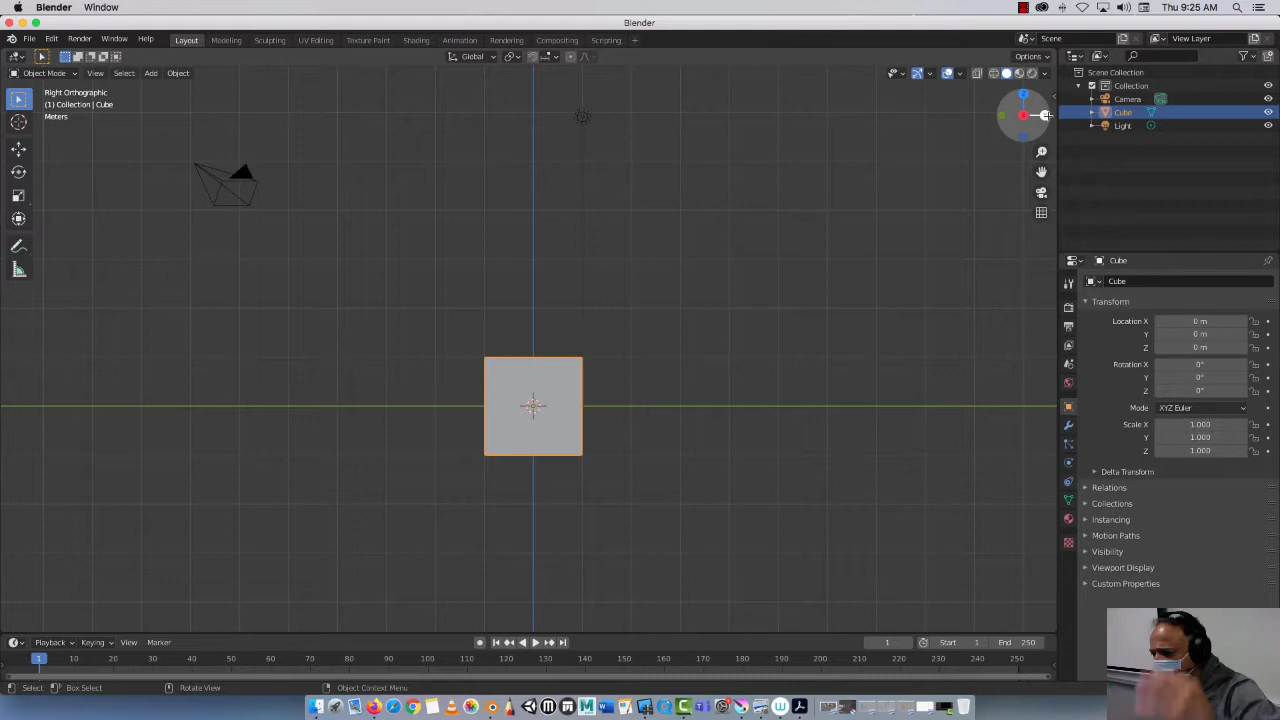 Blender Window Thu 9:25 AM
Blender
File Edit Render Window Help Layout Modeling Sculpting UV Editing Texture Paint Shading Animation Rendering Compositing Scripting + Scene View Layer
Global Options
Object Mode View Select Add Object
Scene Collection
Collection
Camera
Cube
Light
Right Orthographic
(1) Collection | Cube
Meters
Z
X
Cube
Cube
Transform
Location X 0 m
Y 0 m
Z 0 m
Rotation X 0°
Y 0°
Z 0°
Mode XYZ Euler
Scale X 1.000
Y 1.000
Z 1.000
Delta Transform
Relations
Collections
Instancing
Motion Paths
Visibility
Viewport Display
Custom Properties
Playback Keying View Marker 1 Start 1 End 250
1 10 20 30 40 50 60 70 80 90 100 110 120 130 140 150 160 170 180 190 200 210 220 230 240 250
Select Box Select Rotate View Object Context Menu